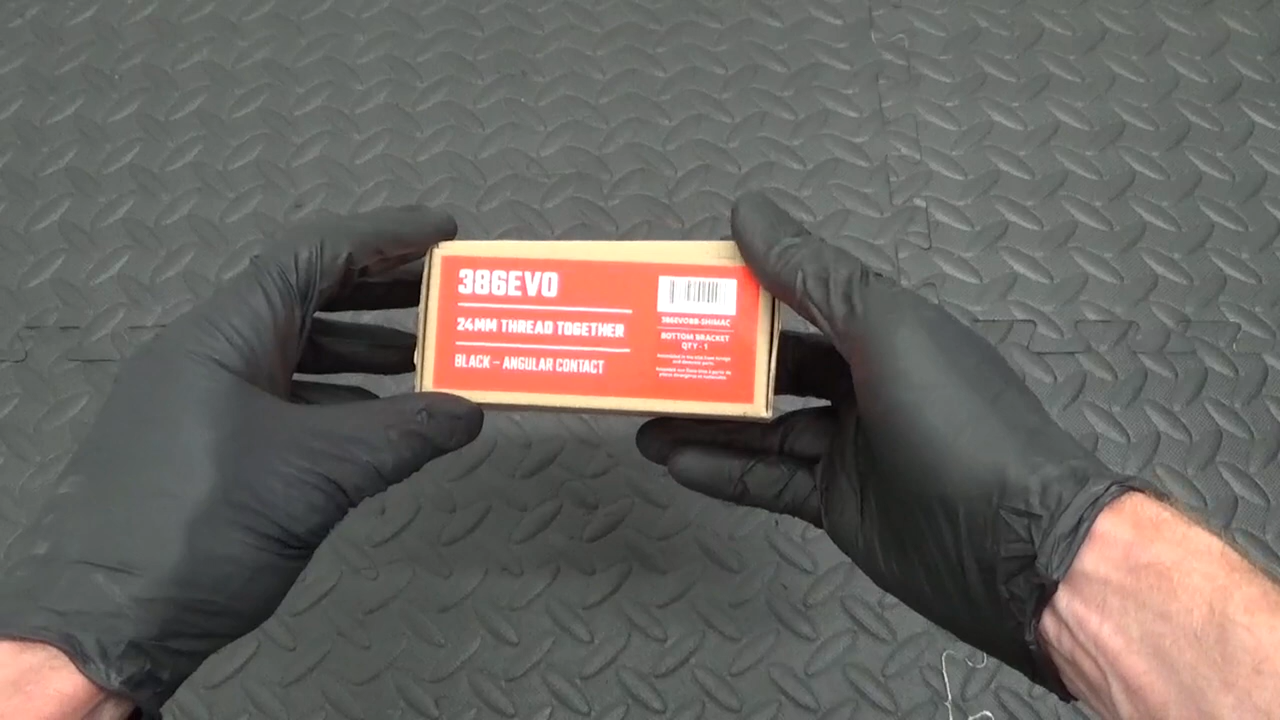 386EVO
24MM THREAD TOGETHER
BLACK – ANGULAR CONTACT
386EVOBB-SHIMAC
BOTTOM BRACKET
QTY - 1